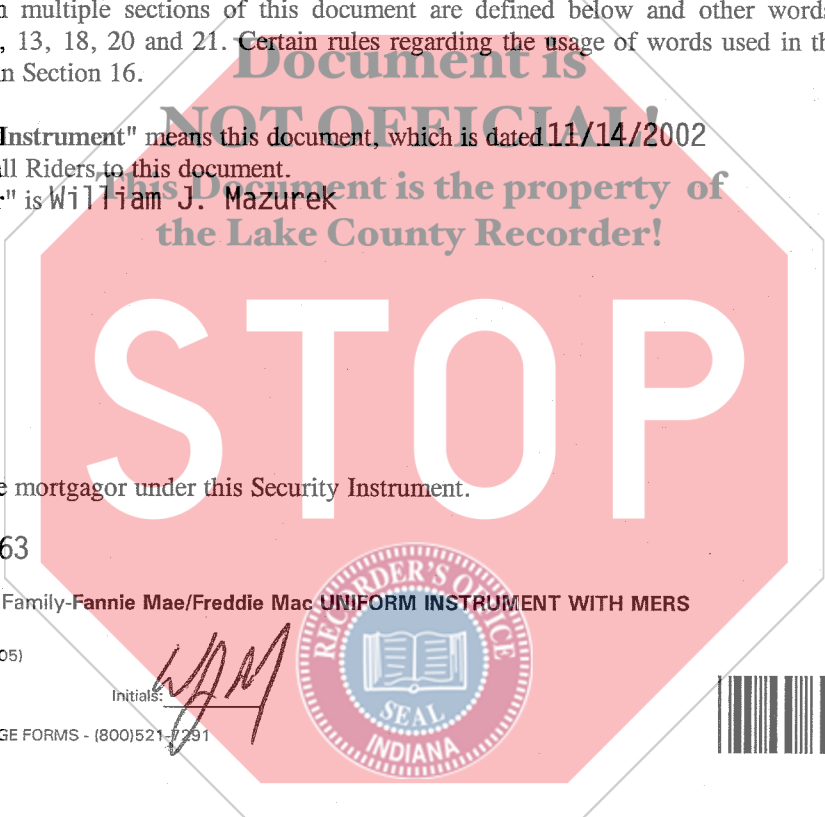 n multiple sections of this document are defined below and other words
, 13, 18, 20 and 21. Certain rules regarding the usage of words used in th
n Section 16.
Document is
NOT OFFICIAL!
This Document is the property of
the Lake County Recorder!
Instrument" means this document, which is dated 11/14/2002
ll Riders to this document.
r" is William J. Mazurek
STOP
e mortgagor under this Security Instrument.
63
Family-Fannie Mae/Freddie Mac UNIFORM INSTRUMENT WITH MERS
05)
Initials: WJM
GE FORMS - (800)521-7291
RECORDER'S OFFICE
SEAL
INDIANA